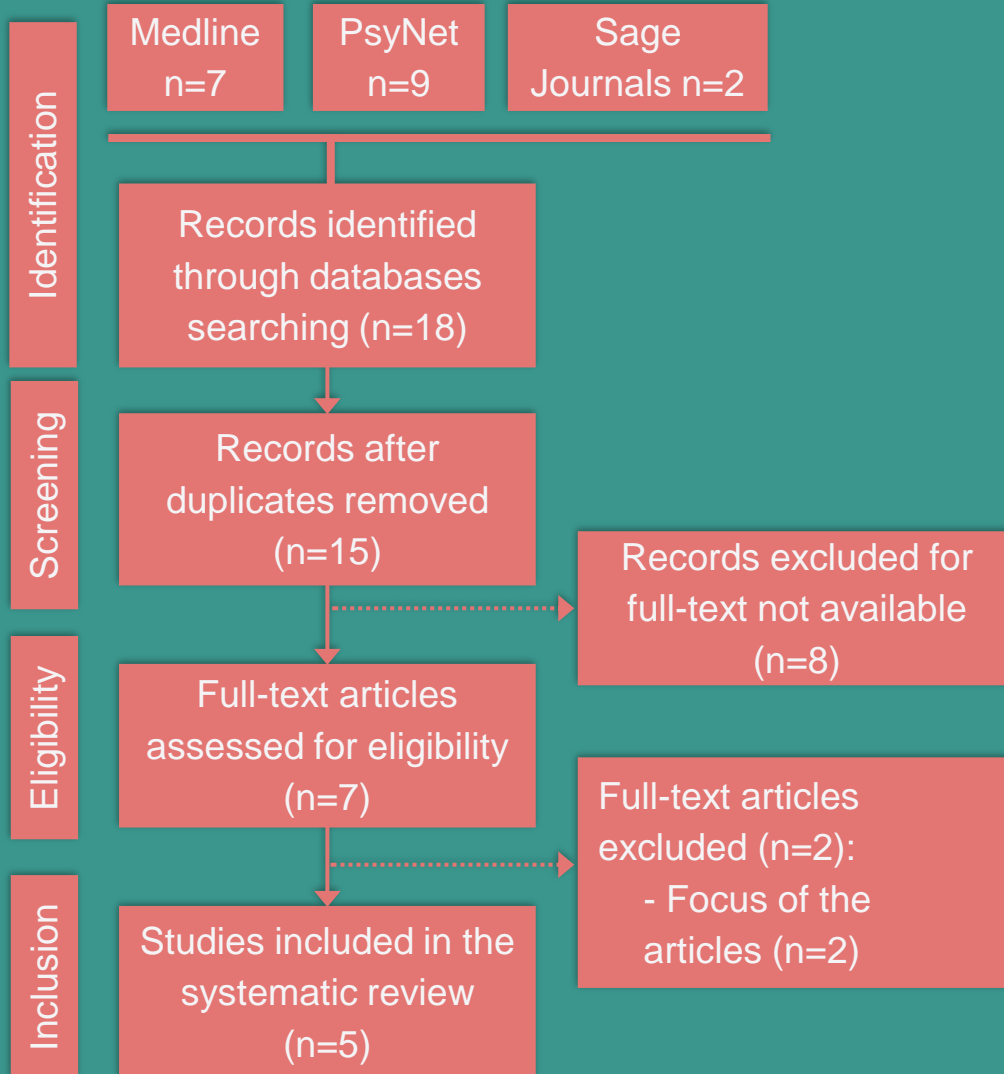 Medline
n=7
PsyNet
n=9
Sage
Journals n=2
Identification
Records identified
through databases
searching (n=18)
Screening
Records after
duplicates removed
(n=15)
Records excluded for
full-text not available
(n=8)
Eligibility
Full-text articles
assessed for eligibility
(n=7)
Full-text articles
excluded (n=2):
- Focus of the
articles (n=2)
Inclusion
Studies included in the
systematic review
(n=5)